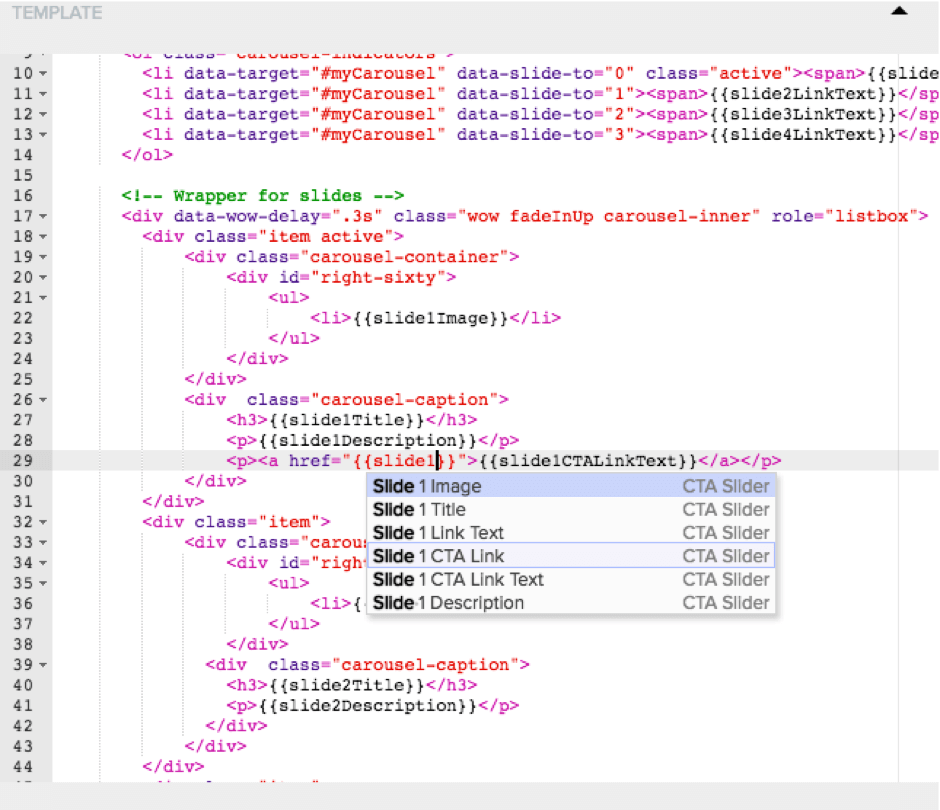 TEMPLATE
9 <ol class="carousel-indicators">
10 <li data-target="#myCarousel" data-slide-to="0" class="active"><span>{{slide
11 <li data-target="#myCarousel" data-slide-to="1"><span>{{slide2LinkText}}</sp
12 <li data-target="#myCarousel" data-slide-to="2"><span>{{slide3LinkText}}</sp
13 <li data-target="#myCarousel" data-slide-to="3"><span>{{slide4LinkText}}</sp
14 </ol>
15
16 <!-- Wrapper for slides -->
17 <div data-wow-delay=".3s" class="wow fadeInUp carousel-inner" role="listbox">
18 <div class="item active">
19 <div class="carousel-container">
20 <div id="right-sixty">
21 <ul>
22 <li>{{slide1Image}}</li>
23 </ul>
24 </div>
25 </div>
26 <div  class="carousel-caption">
27 <h3>{{slide1Title}}</h3>
28 <p>{{slide1Description}}</p>
29 <p><a href="{{slide1}}">{{slide1CTALinkText}}</a></p>
30 </div>
Slide 1 Image CTA Slider
Slide 1 Title CTA Slider
31 </div>
32 <div class="item">
Slide 1 Link Text CTA Slider
33 <div class="carou
Slide 1 CTA Link CTA Slider
34 <div id="righ
35 <ul>
Slide 1 CTA Link Text CTA Slider
36 <li>{
Slide 1 Description CTA Slider
37 </ul>
38 </div>
39 <div  class="carousel-caption">
40 <h3>{{slide2Title}}</h3>
41 <p>{{slide2Description}}</p>
42 </div>
43 </div>
44 </div>